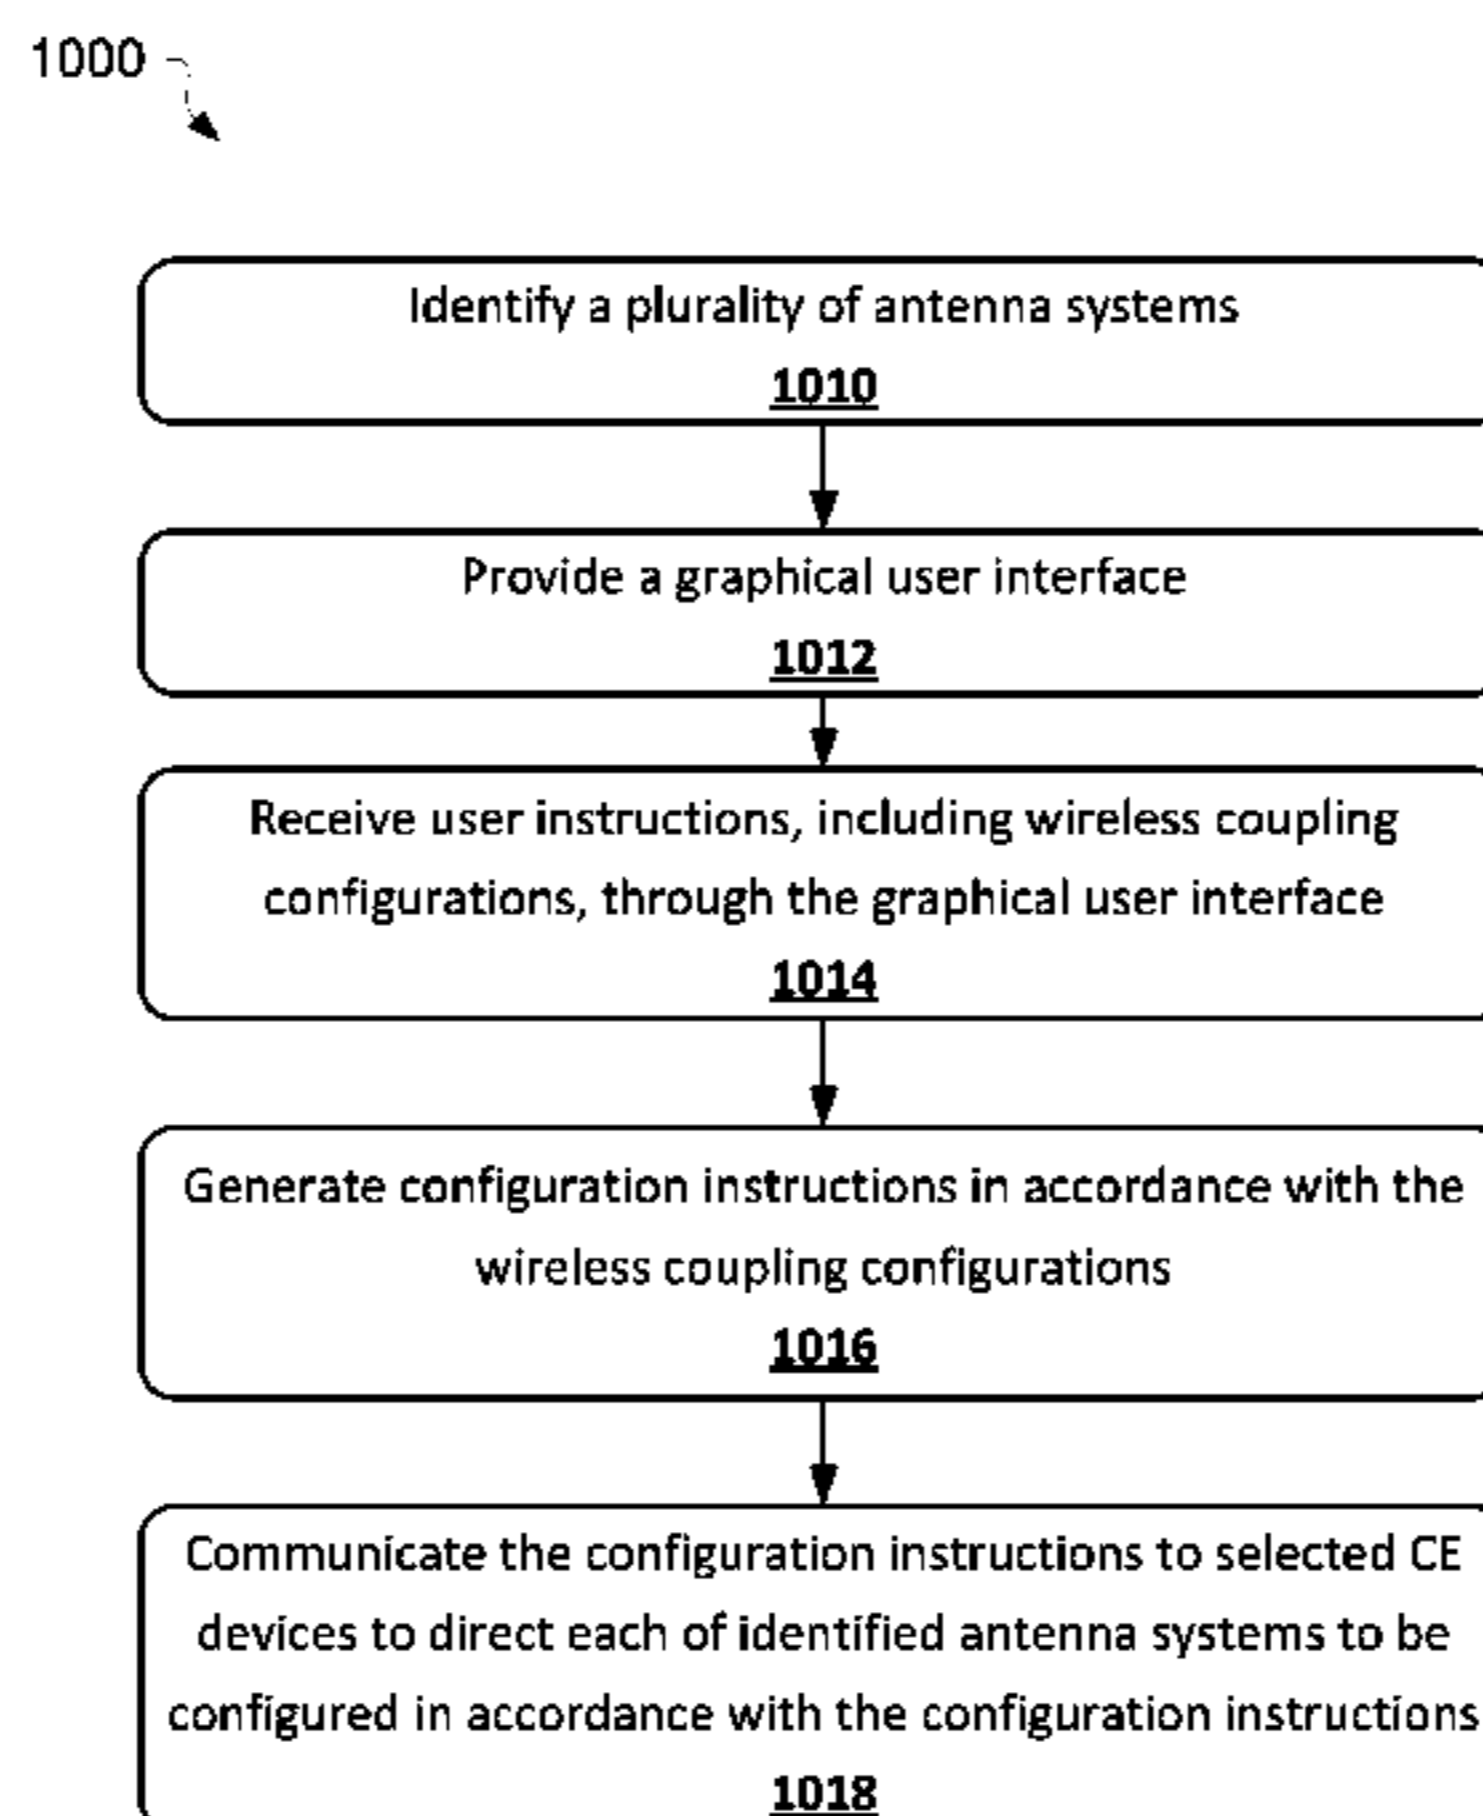 1000
Identify a plurality of antenna systems
1010
Provide a graphical user interface
1012
Receive user instructions, including wireless coupling
configurations, through the graphical user interface
1014
Generate configuration instructions in accordance with the
wireless coupling configurations
1016
Communicate the configuration instructions to selected CE
devices to direct each of identified antenna systems to be
configured in accordance with the configuration instructions
1018